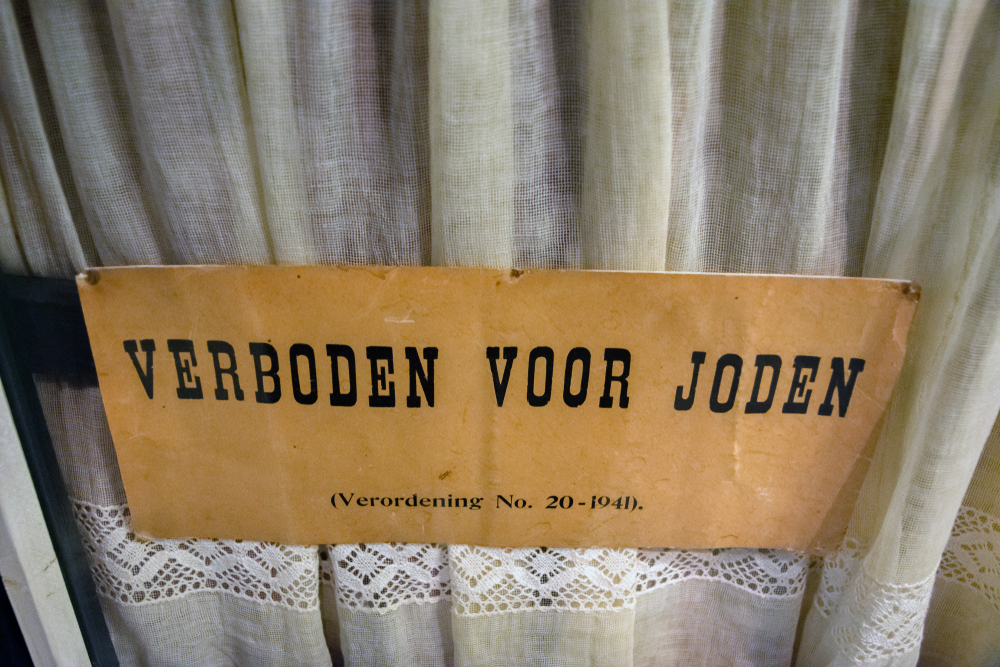 VERBODEN VOOR JODEN
(Verordening No. 20-1941).